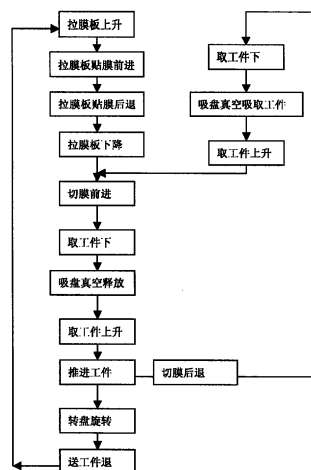 拉膜板上升
拉膜板贴膜前进
拉膜板贴膜后退
拉膜板下降
切膜前进
取工件下
吸盘真空释放
取工件上升
推进工件
转盘旋转
送工件退
取工件下
吸盘真空吸取工件
取工件上升
切膜后退